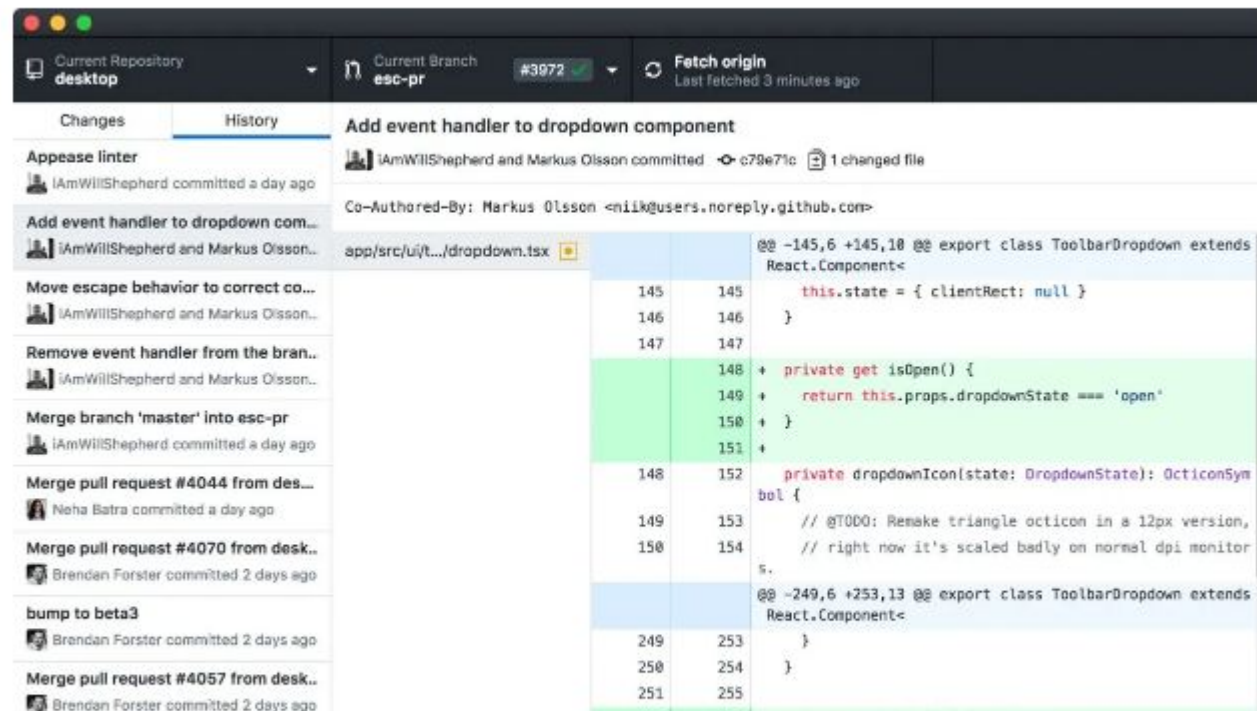 Current Repository
desktop
Current Branch
esc-pr
#3972
Fetch origin
Last fetched 3 minutes ago
Changes
History
Appease linter
iAmWillShepherd committed a day ago
Add event handler to dropdown com...
iAmWillShepherd and Markus Olsson...
Move escape behavior to correct co...
iAmWillShepherd and Markus Olsson...
Remove event handler from the bran...
iAmWillShepherd and Markus Olsson...
Merge branch 'master' into esc-pr
iAmWillShepherd committed a day ago
Merge pull request #4044 from des...
Neha Batra committed a day ago
Merge pull request #4070 from desk...
Brendan Forster committed 2 days ago
bump to beta3
Brendan Forster committed 2 days ago
Merge pull request #4057 from desk...
Brendan Forster committed 2 days ago
Add event handler to dropdown component
iAmWillShepherd and Markus Olsson committed c79e71c 1 changed file
Co-Authored-By: Markus Olsson <niik@users.noreply.github.com>
app/src/ui/t.../dropdown.tsx
@@ -145,6 +145,10 @@ export class ToolbarDropdown extends
React.Component<
145 145 this.state = { clientRect: null }
146 146 }
147 147
148 + private get isOpen() {
149 + return this.props.dropdownState === 'open'
150 + }
151 +
148 152 private dropdownIcon(state: DropdownState): OcticonSym
bol {
149 153 // @TODO: Remake triangle octicon in a 12px version,
150 154 // right now it's scaled badly on normal dpi monitor
s.
@@ -249,6 +253,13 @@ export class ToolbarDropdown extends
React.Component<
249 253 }
250 254 }
251 255